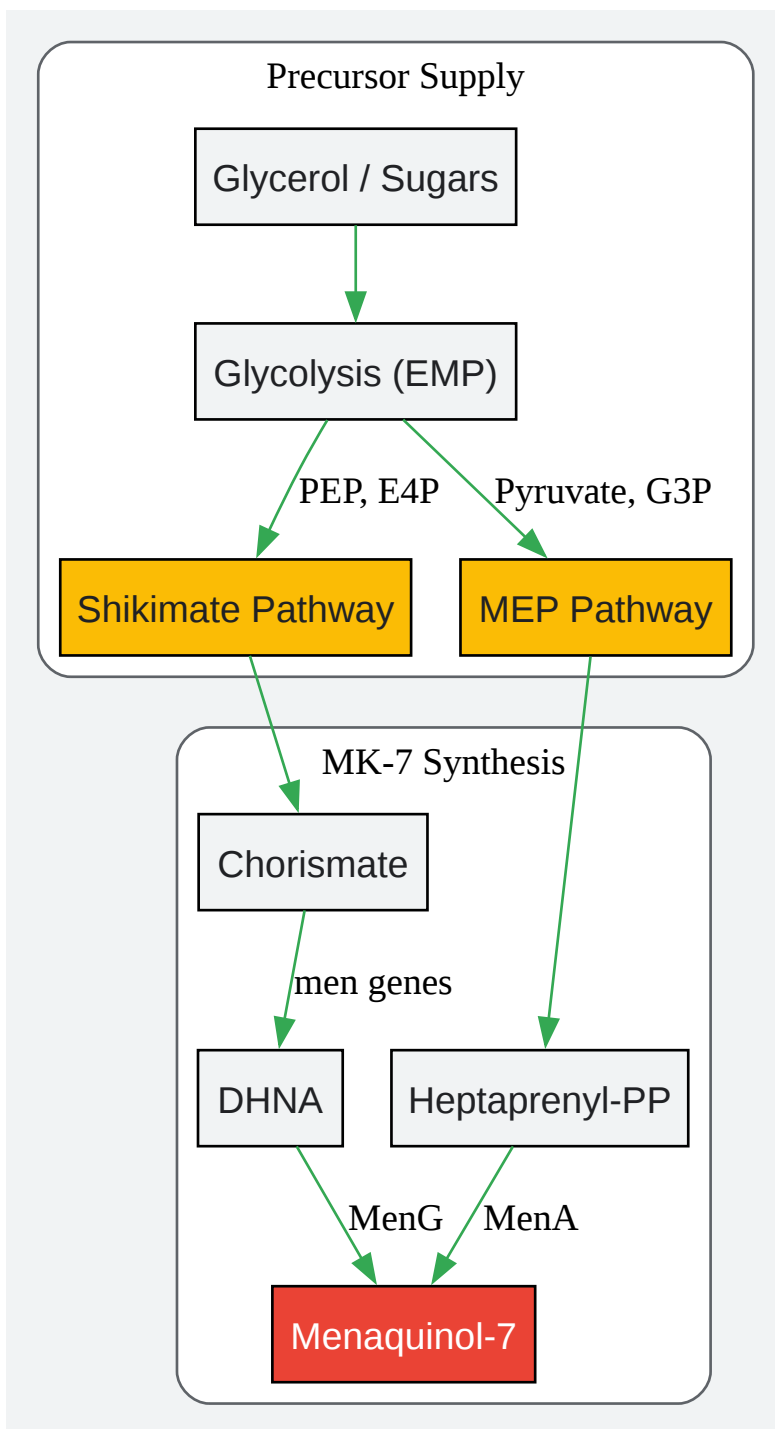 Precursor Supply
Glycerol / Sugars
Glycolysis (EMP)
PEP, E4P
Pyruvate, G3P
Shikimate Pathway
MEP Pathway
MK-7 Synthesis
Chorismate
men genes
DHNA
Heptaprenyl-PP
MenG
MenA
Menaquinol-7